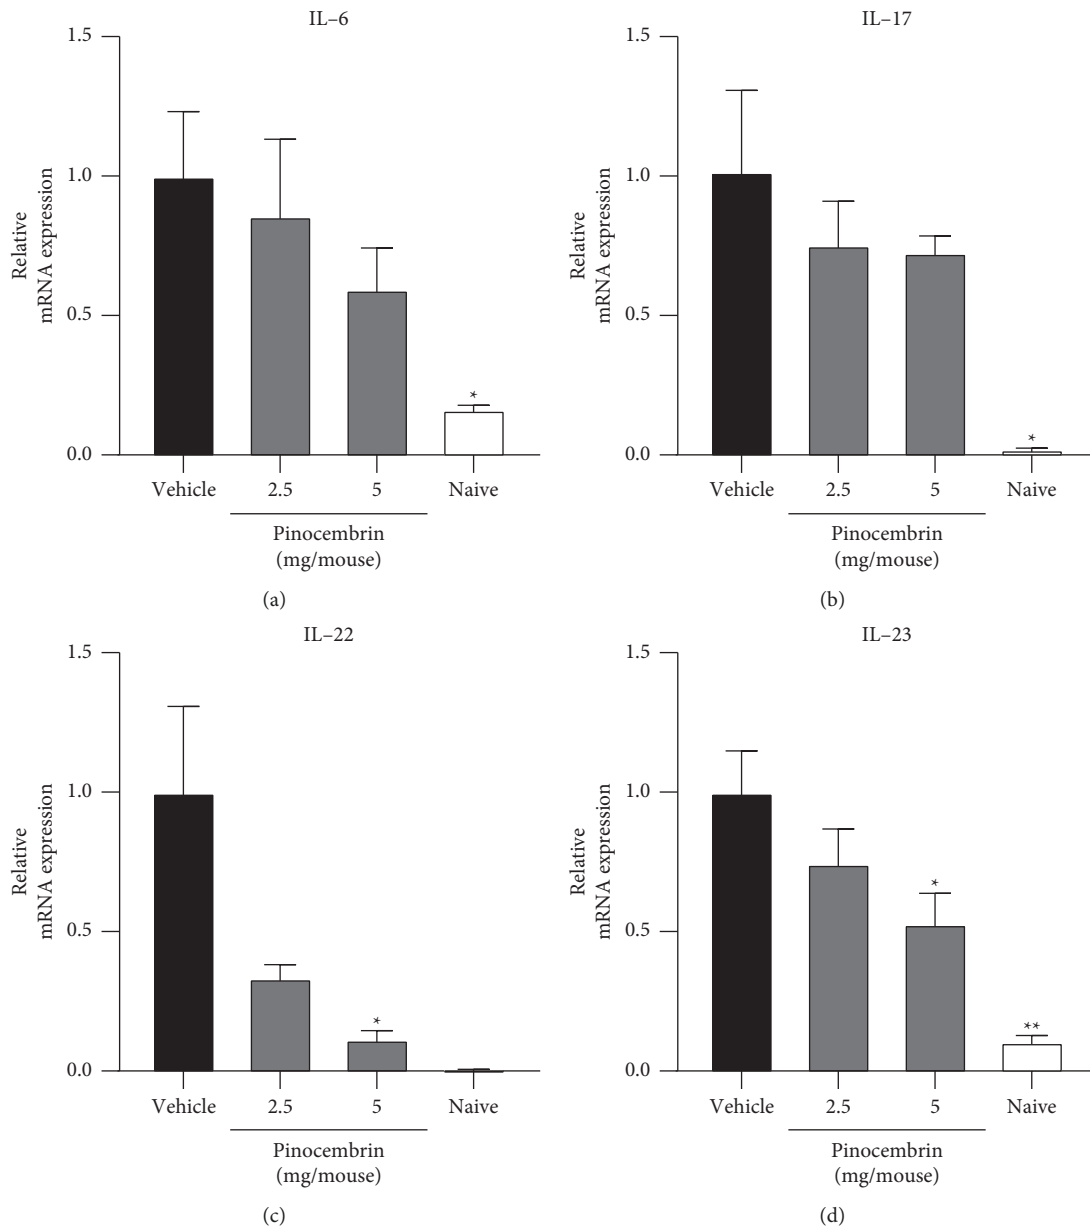 IL–6
1.5
1.0
0.5
0.0
Relative
mRNA expression
*
Vehicle 2.5 5 Naive
Pinocembrin
(mg/mouse)
(a)
IL–17
1.5
1.0
0.5
0.0
Relative
mRNA expression
*
Vehicle 2.5 5 Naive
Pinocembrin
(mg/mouse)
(b)
IL–22
1.5
1.0
0.5
0.0
Relative
mRNA expression
*
Vehicle 2.5 5 Naive
Pinocembrin
(mg/mouse)
(c)
IL–23
1.5
1.0
0.5
0.0
Relative
mRNA expression
*
**
Vehicle 2.5 5 Naive
Pinocembrin
(mg/mouse)
(d)